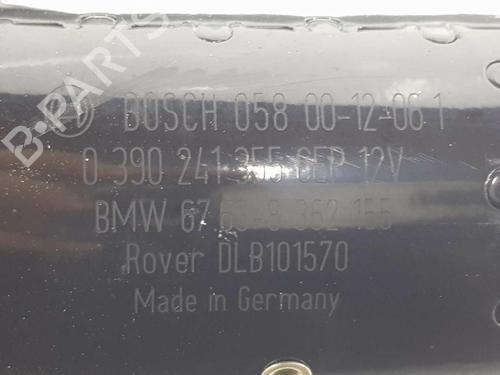 BOSCH 058 00-12-06 1
0 390 241 355 CEP 12V
BMW 67 63-8 362 155
Rover DLB101570
Made in Germany
B-PARTS